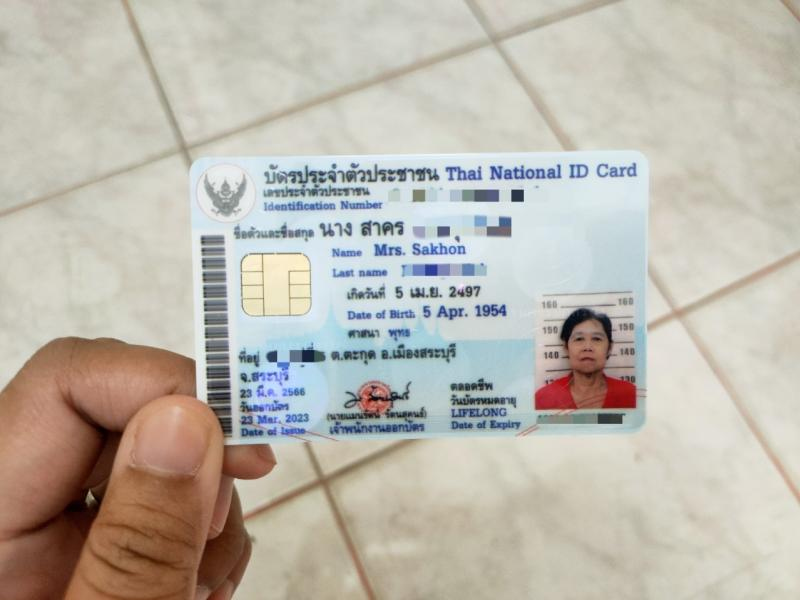 บัตรประจำตัวประชาชน Thai National ID Card
เลขประจำตัวประชาชน
Identification Number
ชื่อตัวและชื่อสกุล นาง สาคร
Name Mrs. Sakhon
Last name
เกิดวันที่ 5 เม.ย. 2497
Date of Birth 5 Apr. 1954
ศาสนา พุทธ
ที่อยู่ ต.ตะกุด อ.เมืองสระบุรี
จ.สระบุรี
23 มี.ค. 2566
วันออกบัตร
23 Mar. 2023
Date of Issue
เจ้าพนักงานออกบัตร
ตลอดชีพ
วันบัตรหมดอายุ
LIFELONG
Date of Expiry
160 160
150 150
140 140